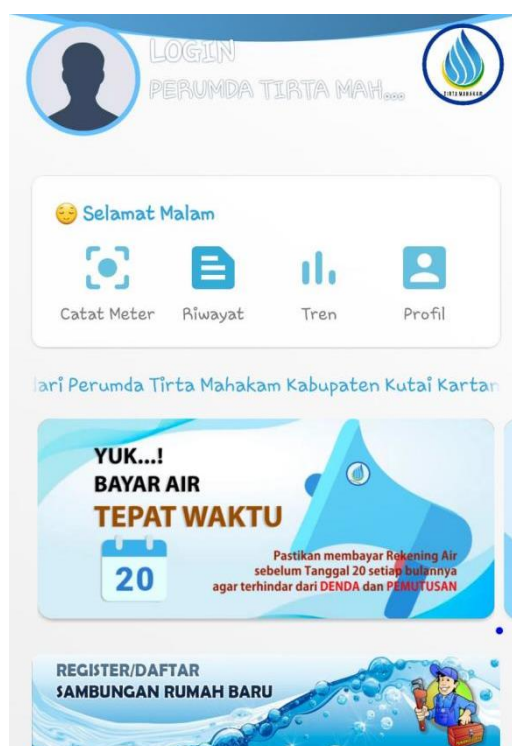 LOGIN
PERUMDA TIRTA MAH...
TIRTA MAHAKAM
Selamat Malam
Catat Meter
Riwayat
Tren
Profil
dari Perumda Tirta Mahakam Kabupaten Kutai Kartan
YUK...!
BAYAR AIR
TEPAT WAKTU
20
Pastikan membayar Rekening Air
sebelum Tanggal 20 setiap bulannya
agar terhindar dari DENDA dan PEMUTUSAN
REGISTER/DAFTAR
SAMBUNGAN RUMAH BARU